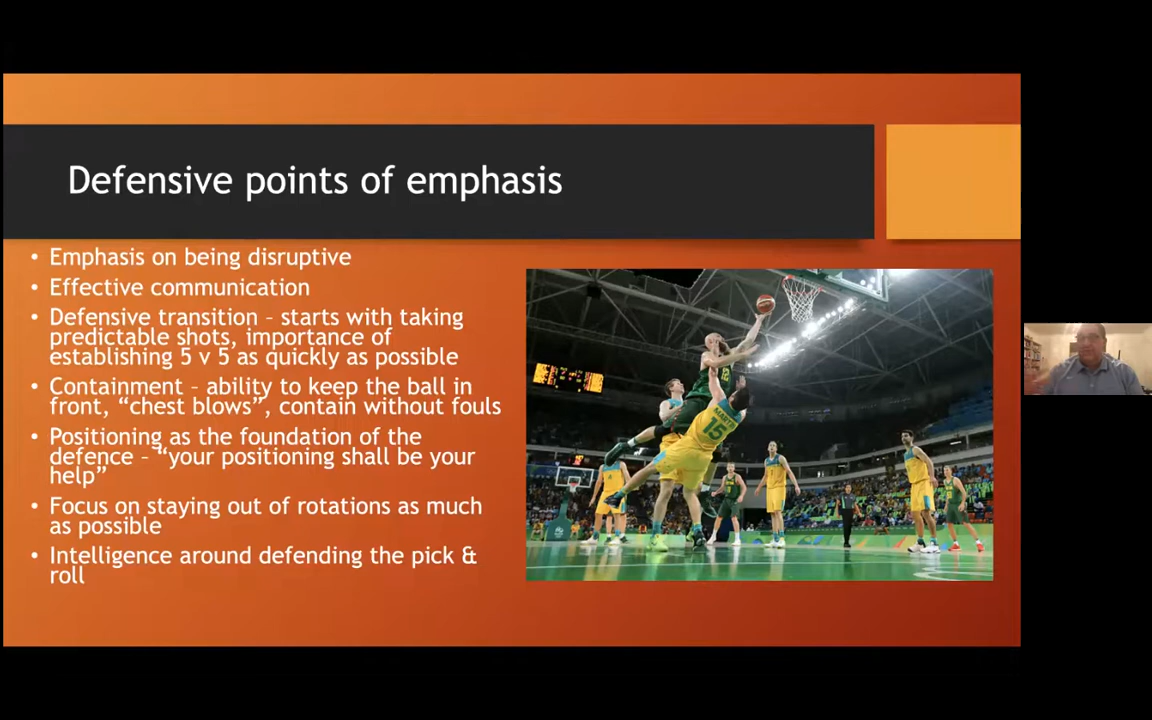 Defensive points of emphasis
• Emphasis on being disruptive
• Effective communication
• Defensive transition – starts with taking
predictable shots, importance of
establishing 5 v 5 as quickly as possible
• Containment – ability to keep the ball in
front, “chest blows”, contain without fouls
• Positioning as the foundation of the
defence – “your positioning shall be your
help”
• Focus on staying out of rotations as much
as possible
• Intelligence around defending the pick &
roll
15
12